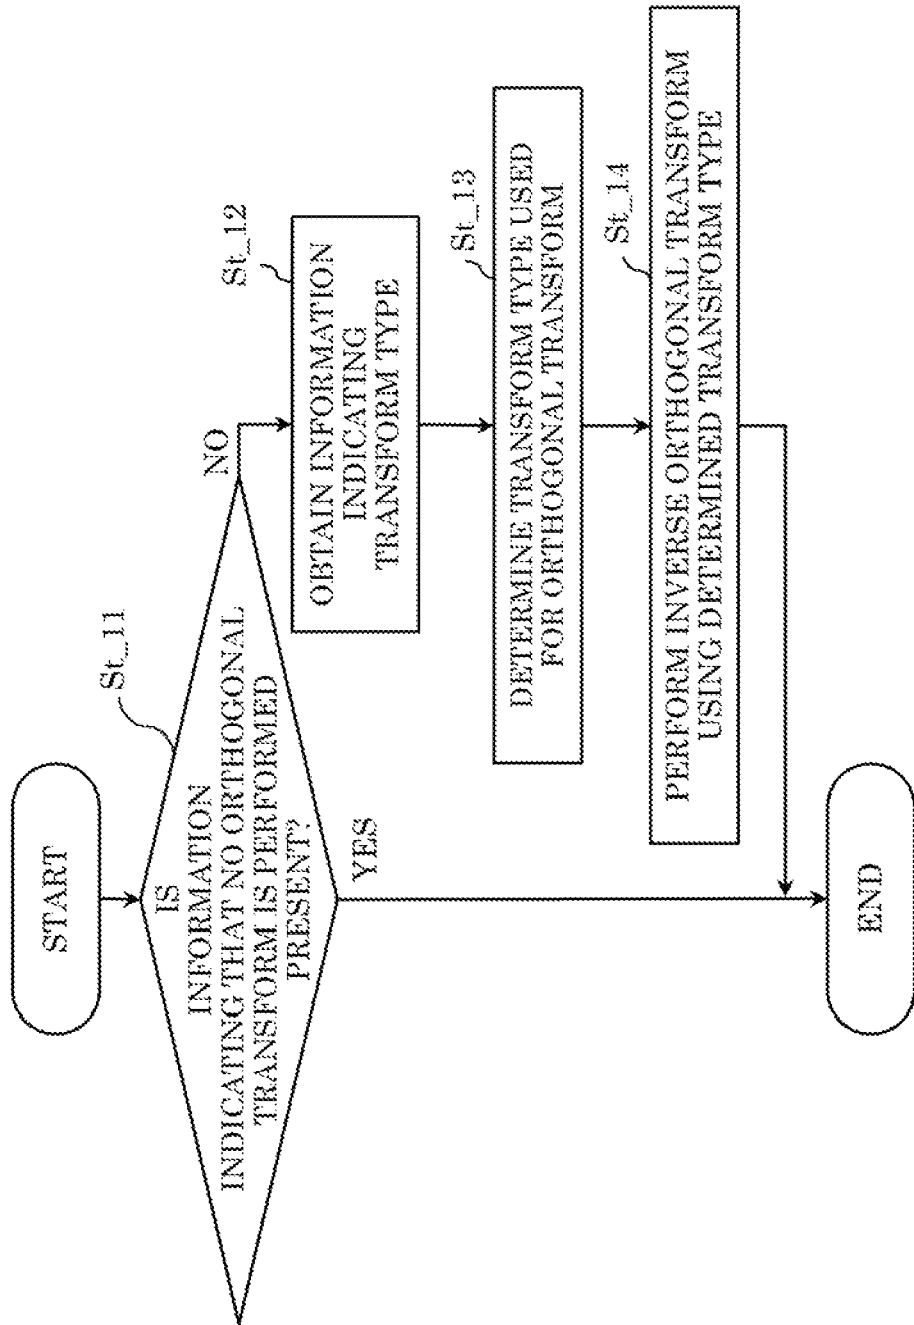 START
St_11
IS
INFORMATION
INDICATING THAT NO ORTHOGONAL
TRANSFORM IS PERFORMED
PRESENT?
NO
YES
St_12
OBTAIN INFORMATION
INDICATING
TRANSFORM TYPE
St_13
DETERMINE TRANSFORM TYPE USED
FOR ORTHOGONAL TRANSFORM
St_14
PERFORM INVERSE ORTHOGONAL TRANSFORM
USING DETERMINED TRANSFORM TYPE
END